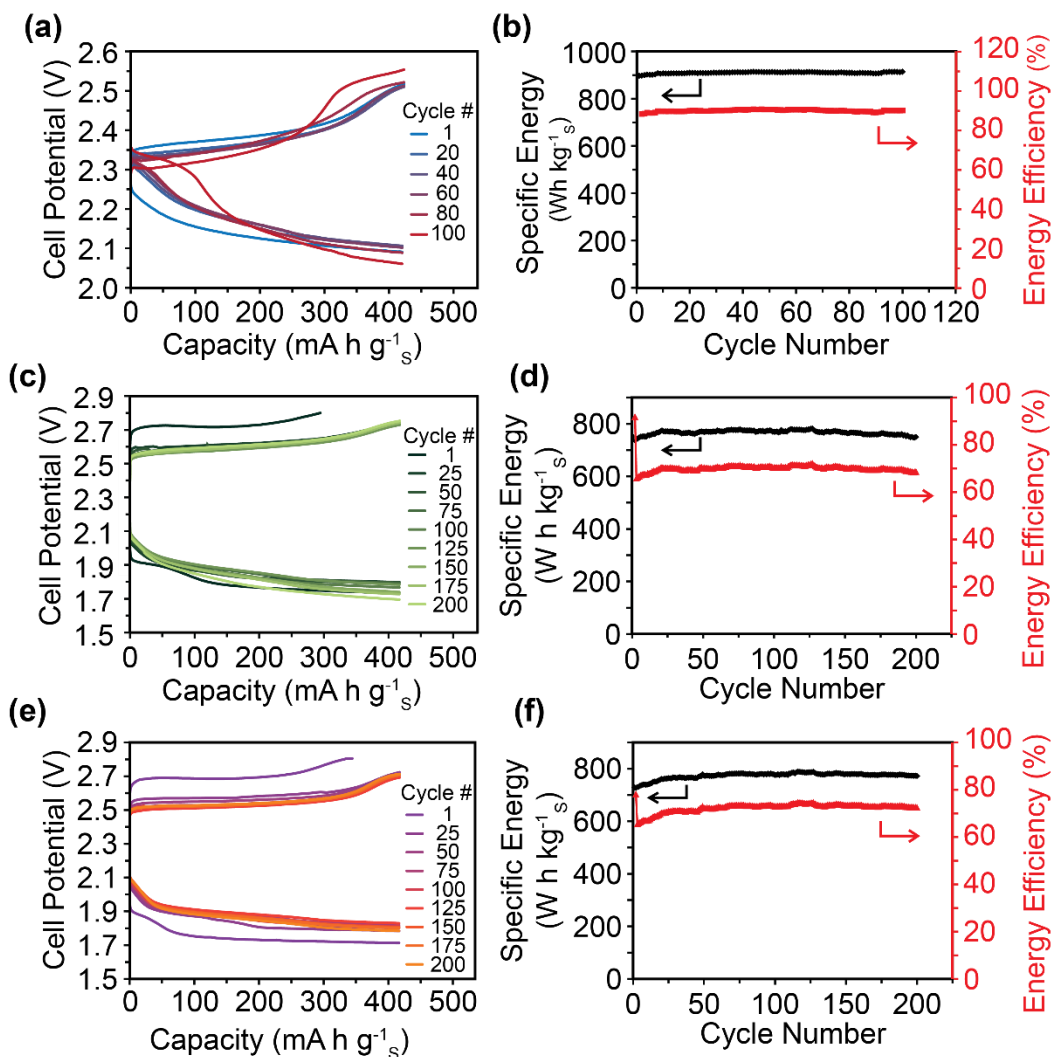 (a)
2.6
2.5
2.4
2.3
2.2
2.1
2.0
Cell Potential (V)
Cycle #
1
20
40
60
80
100
0 100 200 300 400 500
Capacity (mA h g⁻¹ₛ)
(b)
1000
800
600
400
200
0
Specific Energy
(Wh kg⁻¹ₛ)
120
100
80
60
40
20
0
Energy Efficiency (%)
0 20 40 60 80 100 120
Cycle Number
(c)
2.9
2.7
2.5
2.3
2.1
1.9
1.7
1.5
Cell Potential (V)
Cycle #
1
25
50
75
100
125
150
175
200
0 100 200 300 400 500
Capacity (mA h g⁻¹ₛ)
(d)
800
600
400
200
0
Specific Energy
(W h kg⁻¹ₛ)
100
80
60
40
20
0
Energy Efficiency (%)
0 50 100 150 200
Cycle Number
(e)
2.9
2.7
2.5
2.3
2.1
1.9
1.7
1.5
Cell Potential (V)
Cycle #
1
25
50
75
100
125
150
175
200
0 100 200 300 400 500
Capacity (mA h g⁻¹ₛ)
(f)
800
600
400
200
0
Specific Energy
(W h kg⁻¹ₛ)
100
80
60
40
20
0
Energy Efficiency (%)
0 50 100 150 200
Cycle Number